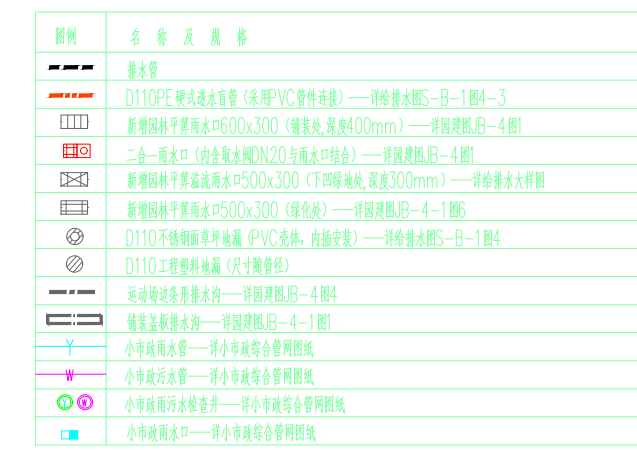 图例 名 称 及 规 格
排水管
D110PE硬式透水盲管（采用PVC管件连接）——详给排水图S-B-1图4-3
新增园林平箅雨水口600x300（铺装处,深度400mm）——详园建图JB-4图1
二合一雨水口（内含取水阀DN20与雨水口结合）——详园建图JB-4图1
新增园林平箅溢流雨水口500x300（下凹绿地处,深度300mm）——详给排水大样图
新增园林平箅雨水口500x300（绿化处）——详园建图JB-4-1图6
D110不锈钢面草坪地漏（PVC壳体，内插安装）——详给排水图S-B-1图4
D110工程塑料地漏（尺寸随管径）
运动场边条形排水沟——详园建图JB-4图4
铺装盖板排水沟——详园建图JB-4-1图1
Y 小市政雨水管——详小市政综合管网图纸
W 小市政污水管——详小市政综合管网图纸
Y W 小市政雨污水检查井——详小市政综合管网图纸
小市政雨水口——详小市政综合管网图纸